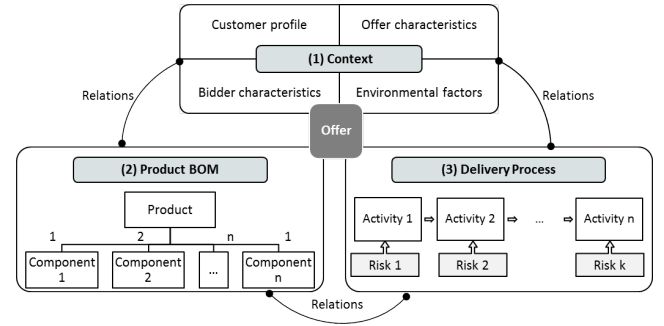 Customer profile
Offer characteristics
(1) Context
Bidder characteristics
Environmental factors
Relations
Relations
Offer
(2) Product BOM
(3) Delivery Process
Product
1
2
n
1
Component
1
Component
2
...
Component
n
Activity 1
Activity 2
...
Activity n
Risk 1
Risk 2
Risk k
Relations